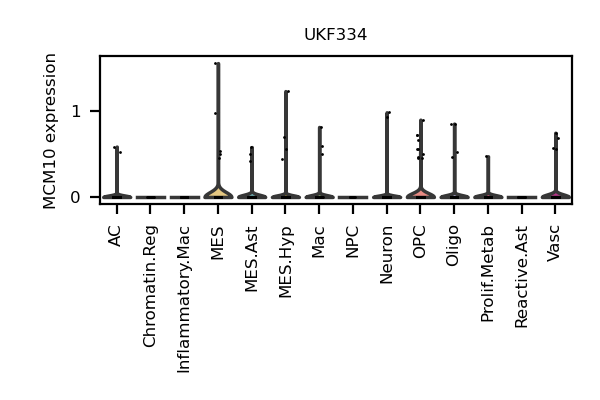 UKF334
MCM10 expression
1
0
AC
Chromatin.Reg
Inflammatory.Mac
MES
MES.Ast
MES.Hyp
Mac
NPC
Neuron
OPC
Oligo
Prolif.Metab
Reactive.Ast
Vasc